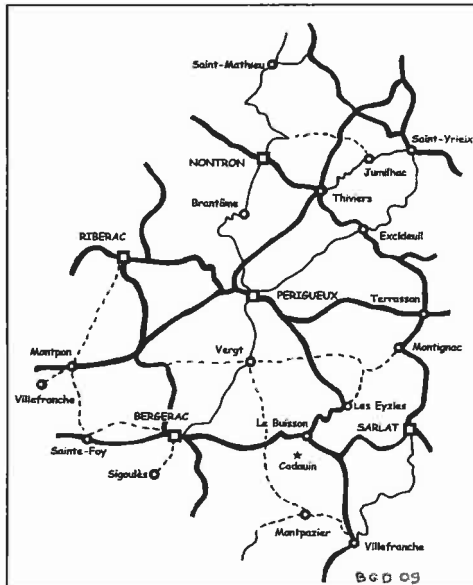 Saint-Mathieu
Saint-Yrieix
NONTRON
Jumilhac
Thiviers
Brantôme
Excideuil
RIBERAC
PERIGUEUX
Terrasson
Montpon
Vergt
Montignac
Villefranche
Les Eyzies
BERGERAC
Le Buisson
SARLAT
Sainte-Foy
Cadouin
Sigoulès
Montpazier
Villefranche
BGD 09